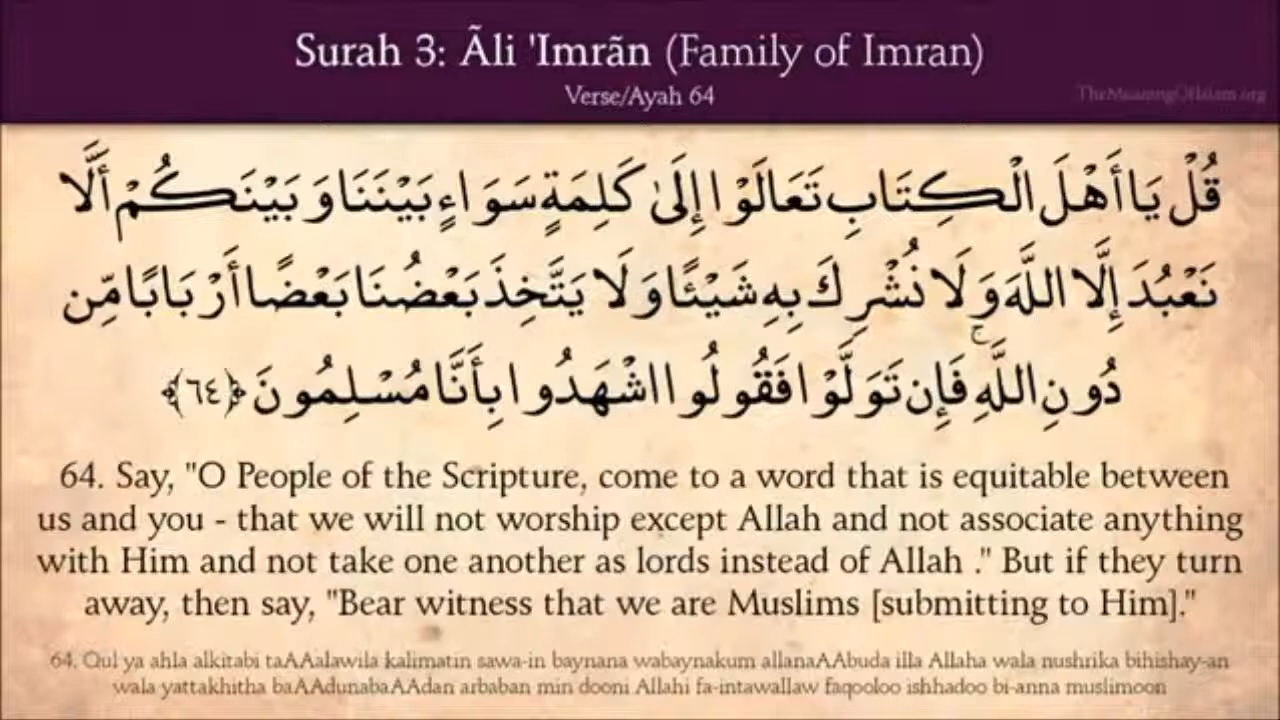 Surah 3: Ãli 'Imrãn (Family of Imran)
Verse/Ayah 64
TheMeaningOfIslam.org
قُلْ يَا أَهْلَ الْكِتَابِ تَعَالَوْا إِلَىٰ كَلِمَةٍ سَوَاءٍ بَيْنَنَا وَبَيْنَكُمْ أَلَّا
نَعْبُدَ إِلَّا اللَّهَ وَلَا نُشْرِكَ بِهِ شَيْئًا وَلَا يَتَّخِذَ بَعْضُنَا بَعْضًا أَرْبَابًا مِّن
دُونِ اللَّهِ ۚ فَإِن تَوَلَّوْا فَقُولُوا اشْهَدُوا بِأَنَّا مُسْلِمُونَ ﴿٦٤﴾
64. Say, "O People of the Scripture, come to a word that is equitable between
us and you - that we will not worship except Allah and not associate anything
with Him and not take one another as lords instead of Allah ." But if they turn
away, then say, "Bear witness that we are Muslims [submitting to Him]."
64. Qul ya ahla alkitabi taAAalawila kalimatin sawa-in baynana wabaynakum allanaAAbuda illa Allaha wala nushrika bihishay-an
wala yattakhitha baAAdunabaAAdan arbaban min dooni Allahi fa-intawallaw faqooloo ishhadoo bi-anna muslimoon